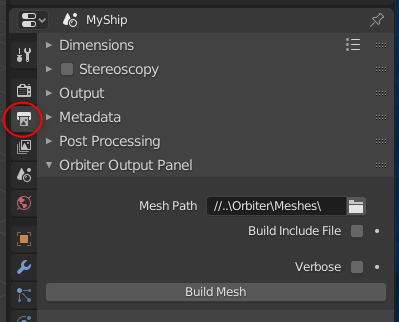 MyShip
Dimensions
Stereoscopy
Output
Metadata
Post Processing
Orbiter Output Panel
Mesh Path //..\Orbiter\Meshes\
Build Include File
Verbose
Build Mesh